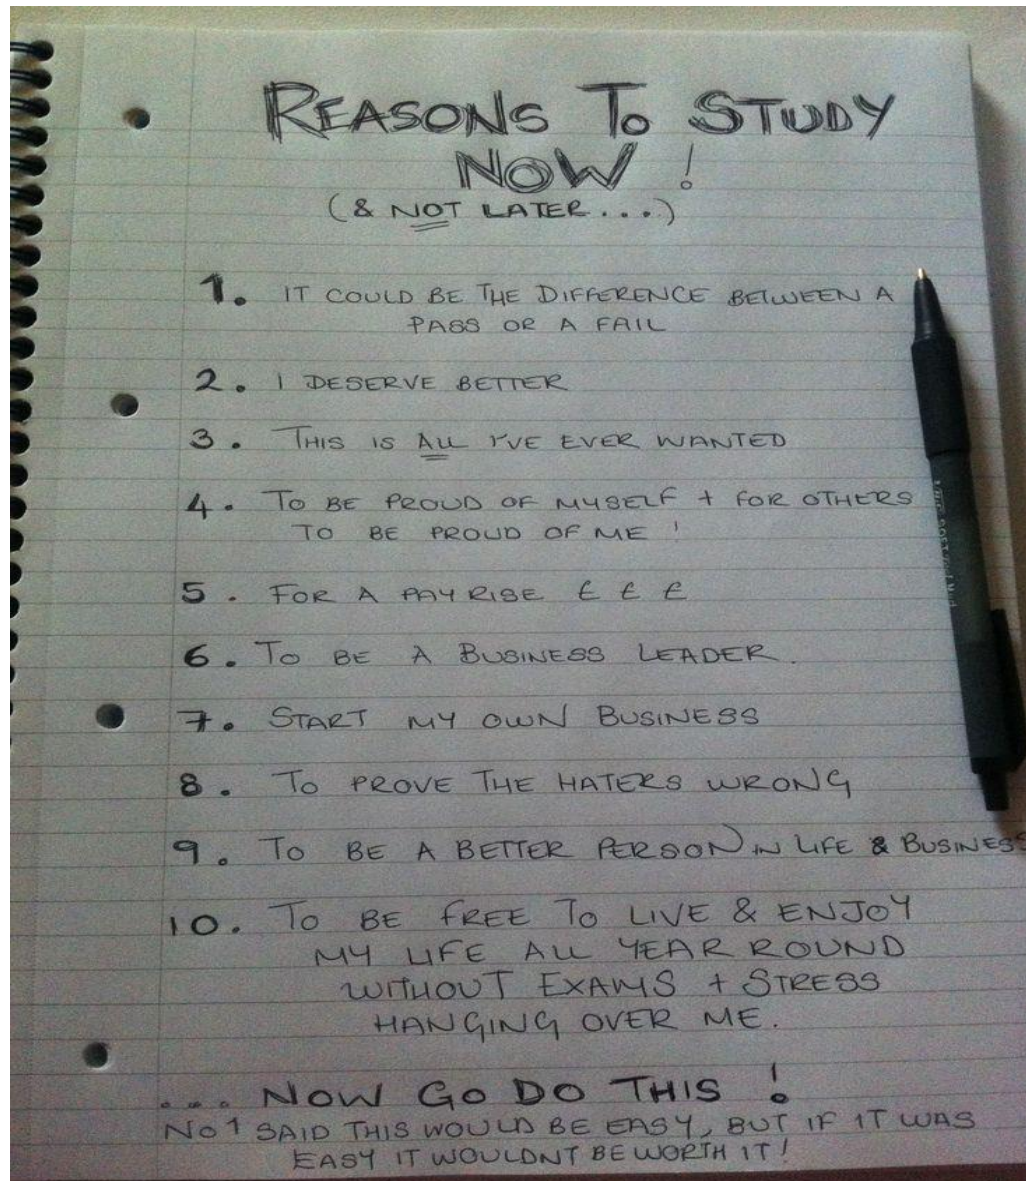 REASONS TO STUDY
NOW !
(& NOT LATER . . .)
1. IT COULD BE THE DIFFERENCE BETWEEN A
PASS OR A FAIL
2. I DESERVE BETTER
3. THIS IS ALL I'VE EVER WANTED
4. TO BE PROUD OF MYSELF + FOR OTHERS
TO BE PROUD OF ME !
5. FOR A PAY RISE £ £ £
6. TO BE A BUSINESS LEADER.
7. START MY OWN BUSINESS
8. TO PROVE THE HATERS WRONG
9. TO BE A BETTER PERSON IN LIFE & BUSINESS
10. TO BE FREE TO LIVE & ENJOY
MY LIFE ALL YEAR ROUND
WITHOUT EXAMS + STRESS
HANGING OVER ME.
... NOW GO DO THIS !
NO1 SAID THIS WOULD BE EASY, BUT IF IT WAS
EASY IT WOULDNT BE WORTH IT!